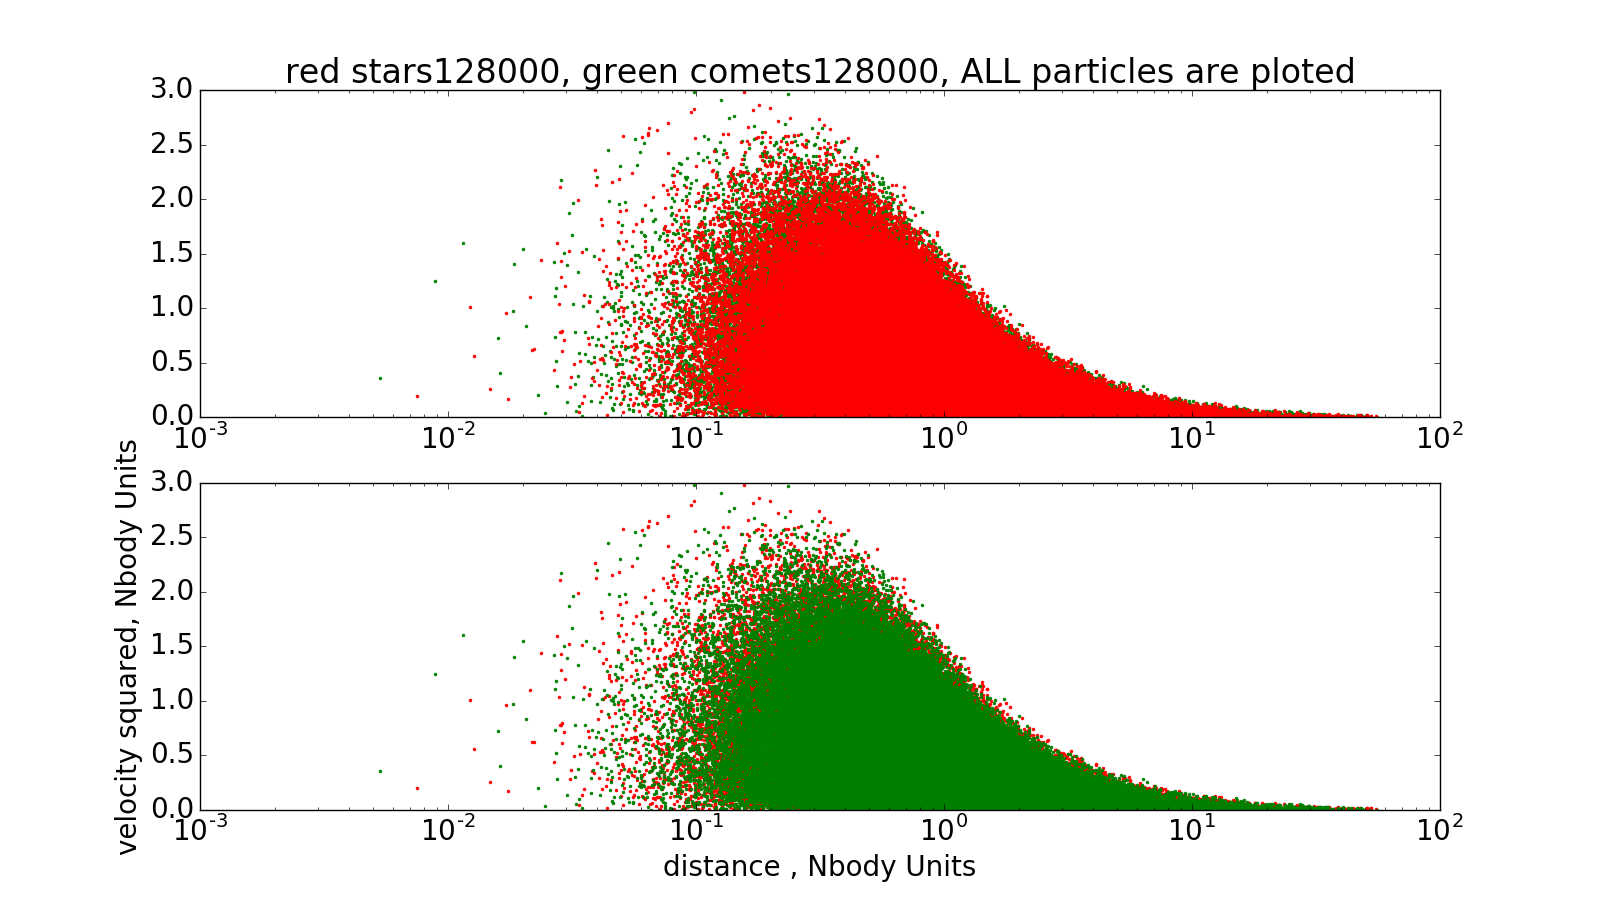 red stars128000, green comets128000, ALL particles are ploted
3.0
2.5
2.0
1.5
1.0
0.5
0.0
10^-3 10^-2 10^-1 10^0 10^1 10^2
velocity squared, Nbody Units
3.0
2.5
2.0
1.5
1.0
0.5
0.0
10^-3 10^-2 10^-1 10^0 10^1 10^2
distance , Nbody Units